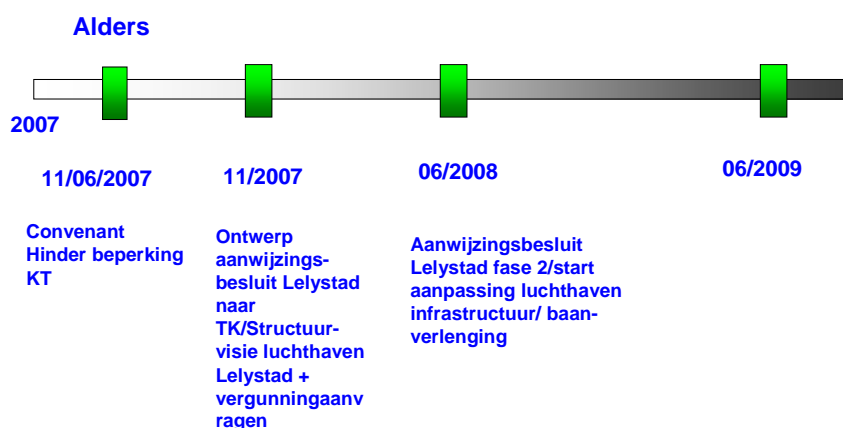 Alders
2007
11/06/2007
11/2007
06/2008
06/2009
Convenant
Hinder beperking
KT
Ontwerp
aanwijzings-
besluit Lelystad
naar
TK/Structuur-
visie luchthaven
Lelystad +
vergunningaanv
ragen
Aanwijzingsbesluit
Lelystad fase 2/start
aanpassing luchthaven
infrastructuur/ baan-
verlenging